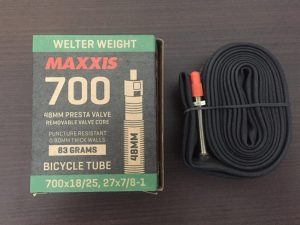 WELTER WEIGHT
MAXXIS
700
48MM PRESTA VALVE
REMOVABLE VALVE CORE
PUNCTURE RESISTANT
0.80MM THICK WALLS
83 GRAMS
48MM
BICYCLE TUBE
700x18/25, 27x7/8-1